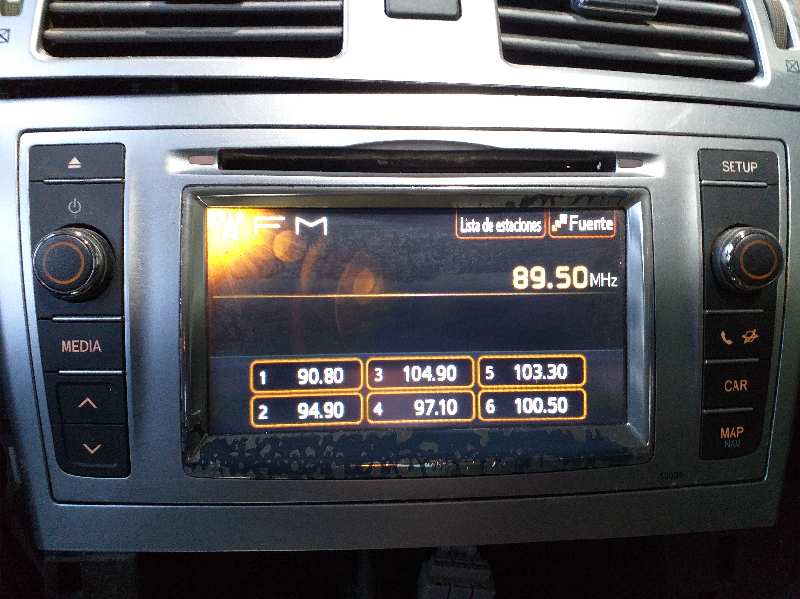 SETUP
FM
Lista de estaciones
Fuente
89.50MHz
MEDIA
1 90.80
3 104.90
5 103.30
2 94.90
4 97.10
6 100.50
CAR
MAP
NAV